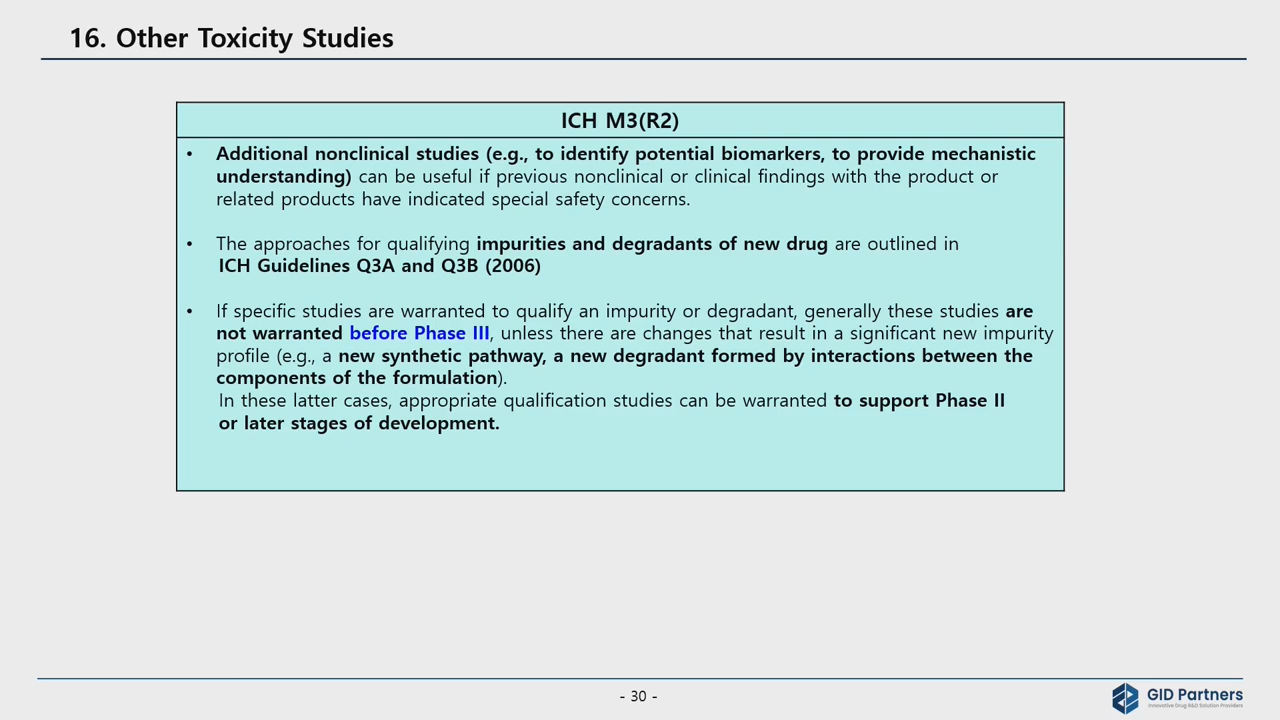 16. Other Toxicity Studies
ICH M3(R2)
• Additional nonclinical studies (e.g., to identify potential biomarkers, to provide mechanistic
understanding) can be useful if previous nonclinical or clinical findings with the product or
related products have indicated special safety concerns.
• The approaches for qualifying impurities and degradants of new drug are outlined in
ICH Guidelines Q3A and Q3B (2006)
• If specific studies are warranted to qualify an impurity or degradant, generally these studies are
not warranted before Phase III, unless there are changes that result in a significant new impurity
profile (e.g., a new synthetic pathway, a new degradant formed by interactions between the
components of the formulation).
In these latter cases, appropriate qualification studies can be warranted to support Phase II
or later stages of development.
- 30 -
GID Partners
Innovative Drug R&D Solution Providers